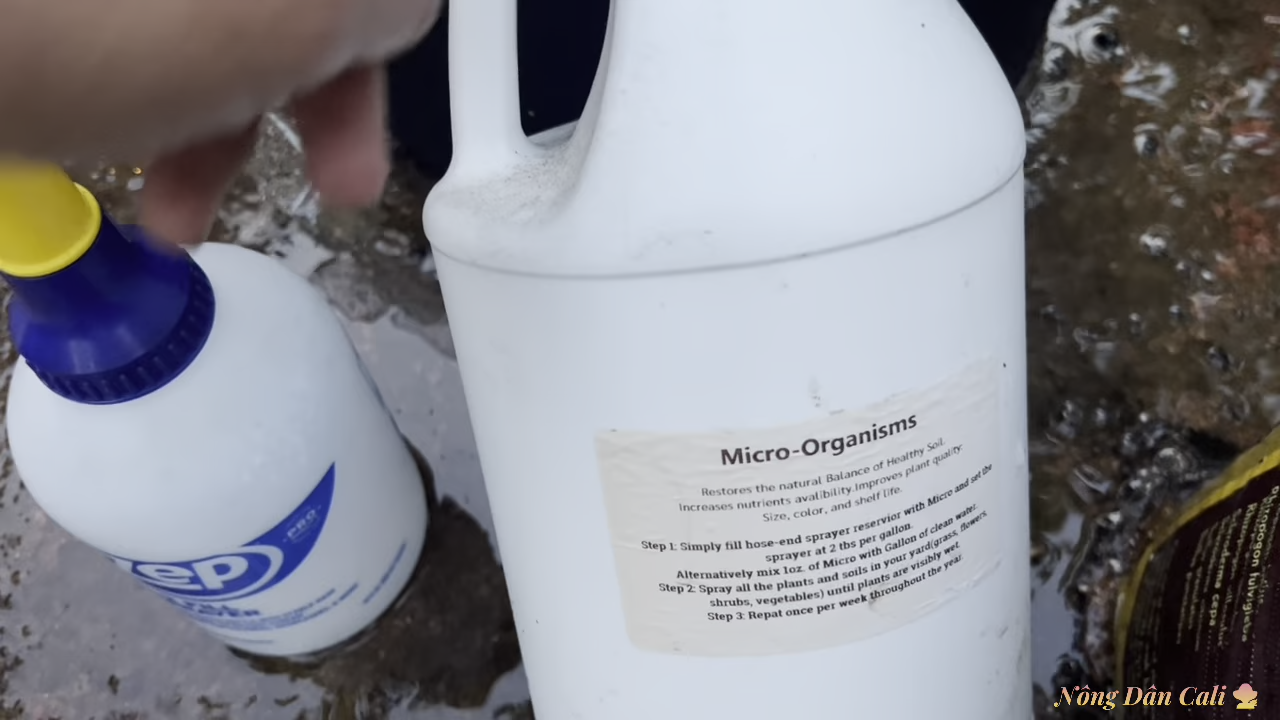 Micro-Organisms
Restores the natural Balance of Healthy Soil.
Increases nutrients avalibility.Improves plant quality:
Size, color, and shelf life.
Step 1: Simply fill hose-end sprayer reservior with Micro and set the
sprayer at 2 tbs per gallon.
Alternatively mix 1oz. of Micro with Gallon of clean water.
Step 2: Spray all the plants and soils in your yard(grass, flowers,
shrubs, vegetables) until plants are visibly wet.
Step 3: Repat once per week throughout the year.
-PRO-
zep
Nông Dân Cali